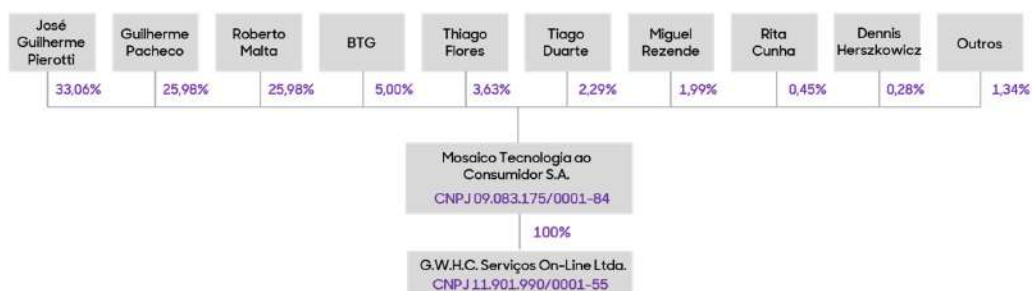 José
Guilherme
Pierotti
Guilherme
Pacheco
Roberto
Malta
BTG
Thiago
Flores
Tiago
Duarte
Miguel
Rezende
Rita
Cunha
Dennis
Herszkowicz
Outros
33,06%
25,98%
25,98%
5,00%
3,63%
2,29%
1,99%
0,45%
0,28%
1,34%
Mosaico Tecnologia ao
Consumidor S.A.
CNPJ 09.083.175/0001-84
100%
G.W.H.C. Serviços On-Line Ltda.
CNPJ 11.901.990/0001-55